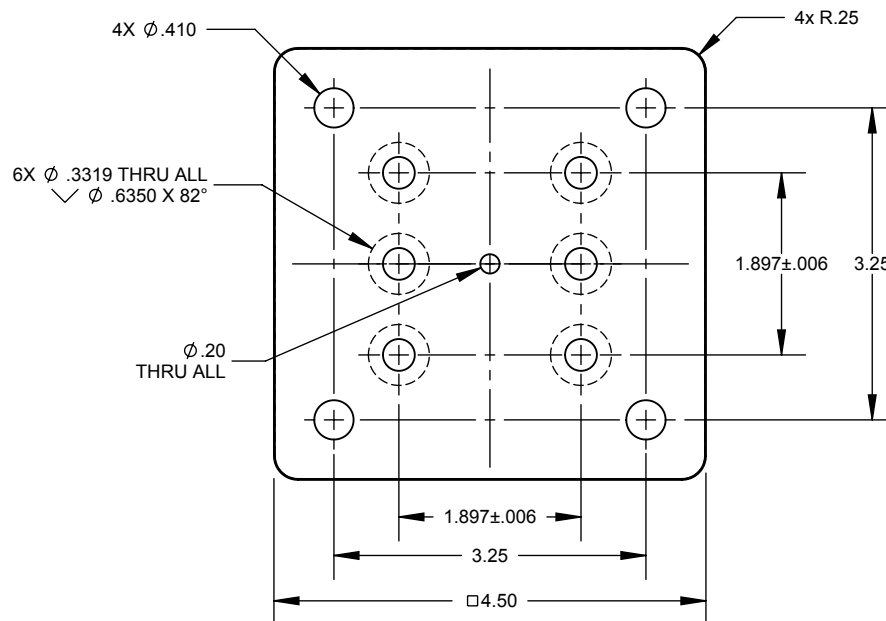 4X ⌀.410
4x R.25
6X ⌀ .3319 THRU ALL
⌵ ⌀ .6350 X 82°
1.897±.006
3.25
⌀.20
THRU ALL
1.897±.006
3.25
□4.50